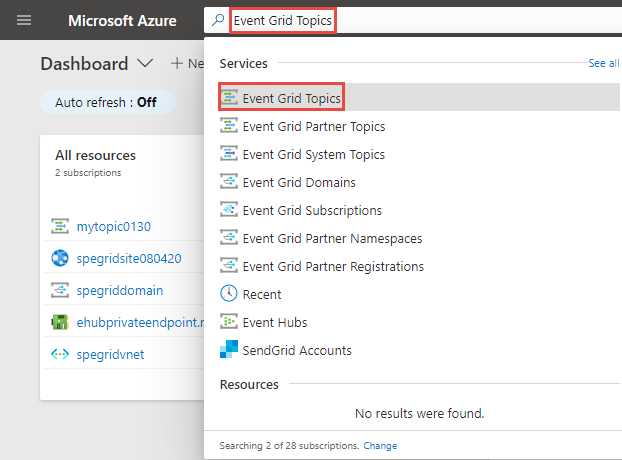 Microsoft Azure
Event Grid Topics
Dashboard
+ Ne
Auto refresh : Off
All resources
2 subscriptions
mytopic0130
spegridsite080420
spegriddomain
ehubprivateendpoint.r
spegridvnet
Services
See all
Event Grid Topics
Event Grid Partner Topics
Event Grid System Topics
Event Grid Domains
Event Grid Subscriptions
Event Grid Partner Namespaces
Event Grid Partner Registrations
Recent
Event Hubs
SendGrid Accounts
Resources
No results were found.
Searching 2 of 28 subscriptions. Change